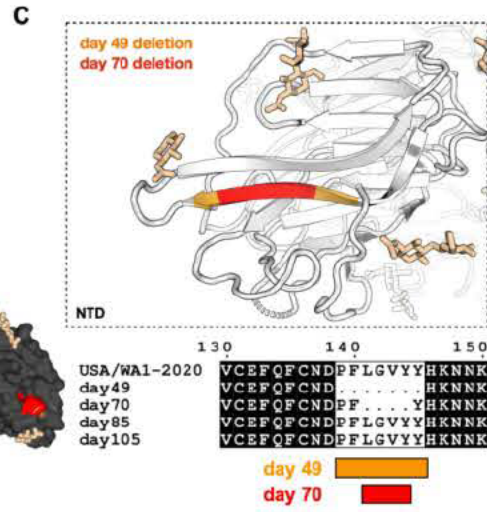 C
day 49 deletion
day 70 deletion
NTD
130 140 150
USA/WA1-2020 VCEFQFCNDPFLGVYYHKNNK
day49 VCEFQFCND.......HKNNK
day70 VCEFQFCNDPF....YHKNNK
day85 VCEFQFCNDPFLGVYYHKNNK
day105 VCEFQFCNDPFLGVYYHKNNK
day 49
day 70